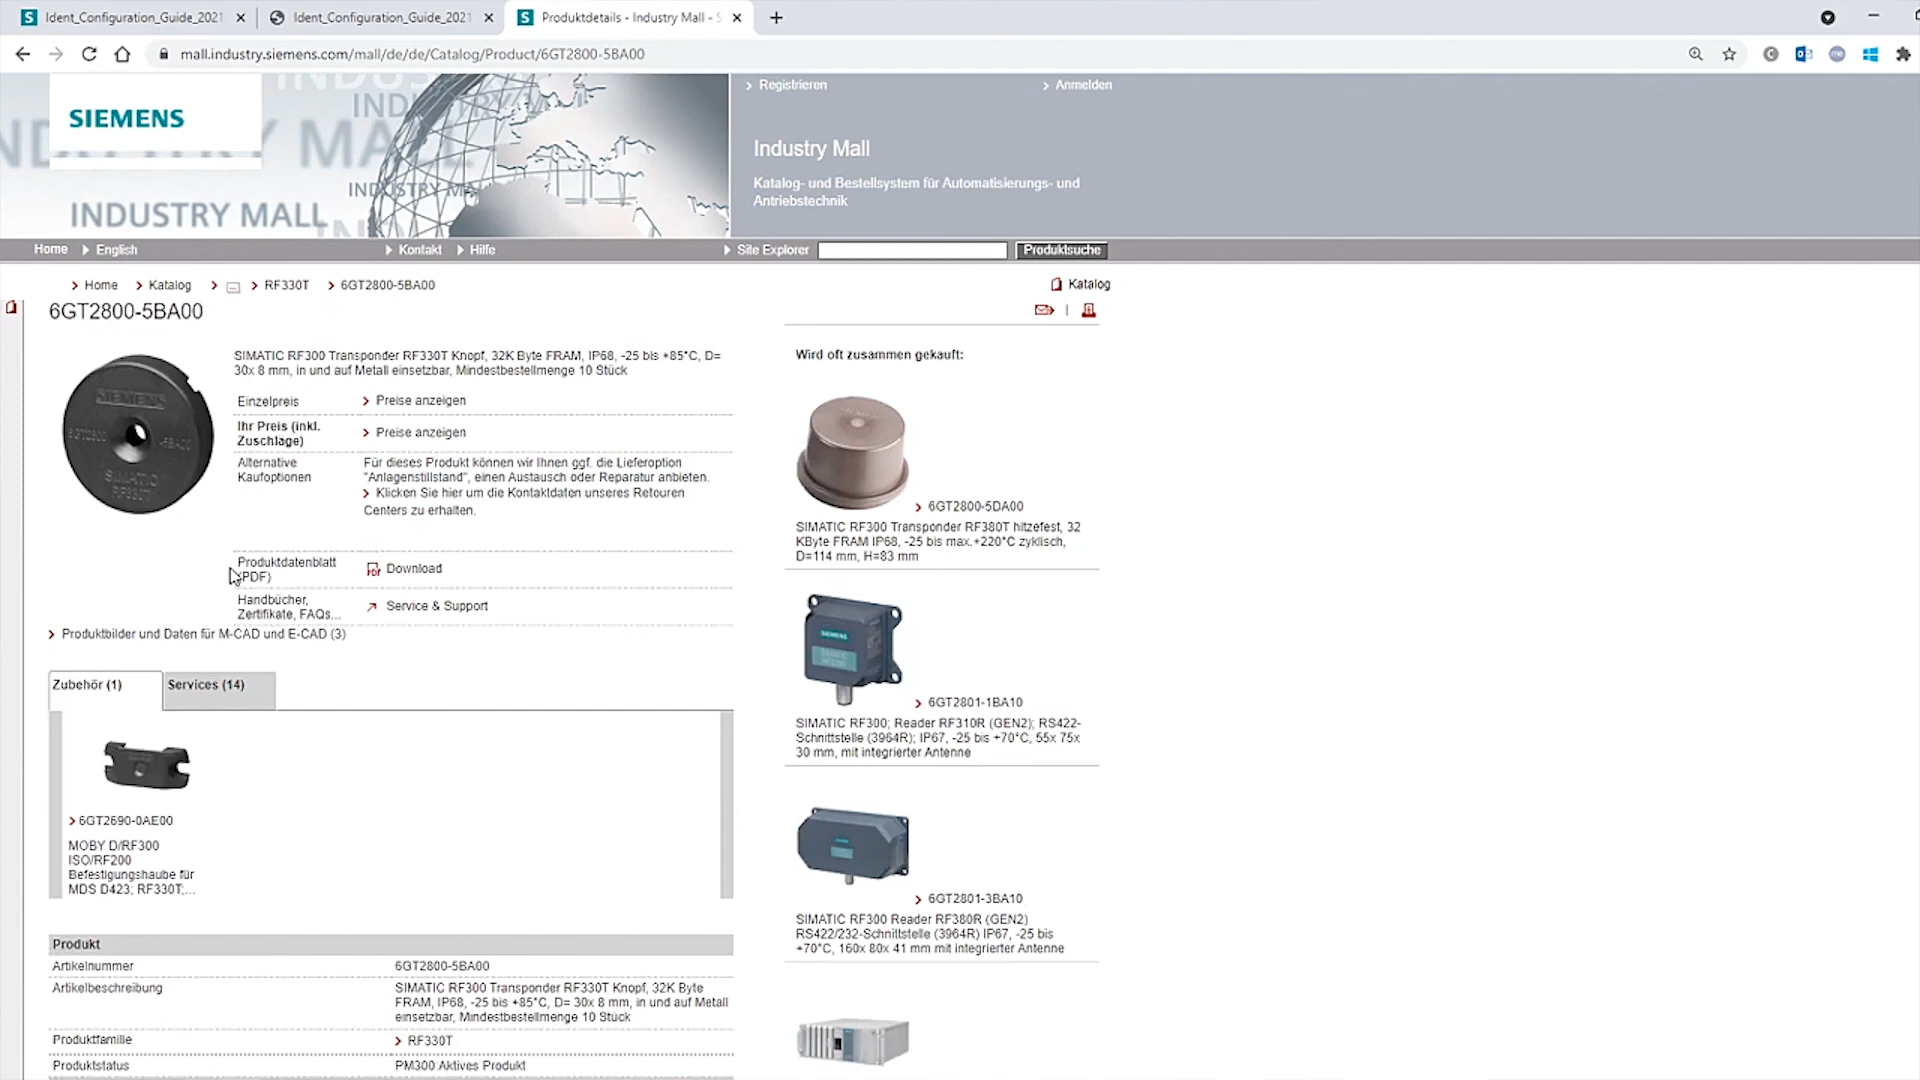 Ident_Configuration_Guide_2021
Ident_Configuration_Guide_2021
Produktdetails - Industry Mall - S
mall.industry.siemens.com/mall/de/de/Catalog/Product/6GT2800-5BA00
SIEMENS
INDUSTRY MALL
Registrieren
Anmelden
Industry Mall
Katalog- und Bestellsystem für Automatisierungs- und
Antriebstechnik
Home
English
Kontakt
Hilfe
Site Explorer
Produktsuche
Home
Katalog
...
RF330T
6GT2800-5BA00
Katalog
6GT2800-5BA00
SIEMENS
6GT2800
-5BA00
SIMATIC
RF330T
SIMATIC RF300 Transponder RF330T Knopf, 32K Byte FRAM, IP68, -25 bis +85°C, D=
30x 8 mm, in und auf Metall einsetzbar, Mindestbestellmenge 10 Stück
Einzelpreis
Preise anzeigen
Ihr Preis (inkl.
Zuschläge)
Preise anzeigen
Alternative
Kaufoptionen
Für dieses Produkt können wir Ihnen ggf. die Lieferoption
"Anlagenstillstand", einen Austausch oder Reparatur anbieten.
Klicken Sie hier um die Kontaktdaten unseres Retouren
Centers zu erhalten.
Produktdatenblatt
(PDF)
Download
Handbücher,
Zertifikate, FAQs...
Service & Support
Produktbilder und Daten für M-CAD und E-CAD (3)
Zubehör (1)
Services (14)
6GT2690-0AE00
MOBY D/RF300
ISO/RF200
Befestigungshaube für
MDS D423; RF330T;...
Produkt
Artikelnummer
6GT2800-5BA00
Artikelbeschreibung
SIMATIC RF300 Transponder RF330T Knopf, 32K Byte
FRAM, IP68, -25 bis +85°C, D= 30x 8 mm, in und auf Metall
einsetzbar, Mindestbestellmenge 10 Stück
Produktfamilie
RF330T
Produktstatus
PM300:Aktives Produkt
Wird oft zusammen gekauft:
6GT2800-5DA00
SIMATIC RF300 Transponder RF380T hitzefest, 32
KByte FRAM IP68, -25 bis max.+220°C zyklisch,
D=114 mm, H=83 mm
SIEMENS
6GT2801-1BA10
SIMATIC RF300; Reader RF310R (GEN2); RS422-
Schnittstelle (3964R); IP67, -25 bis +70°C, 55x 75x
30 mm, mit integrierter Antenne
6GT2801-3BA10
SIMATIC RF300 Reader RF380R (GEN2)
RS422/232-Schnittstelle (3964R) IP67, -25 bis
+70°C, 160x 80x 41 mm mit integrierter Antenne